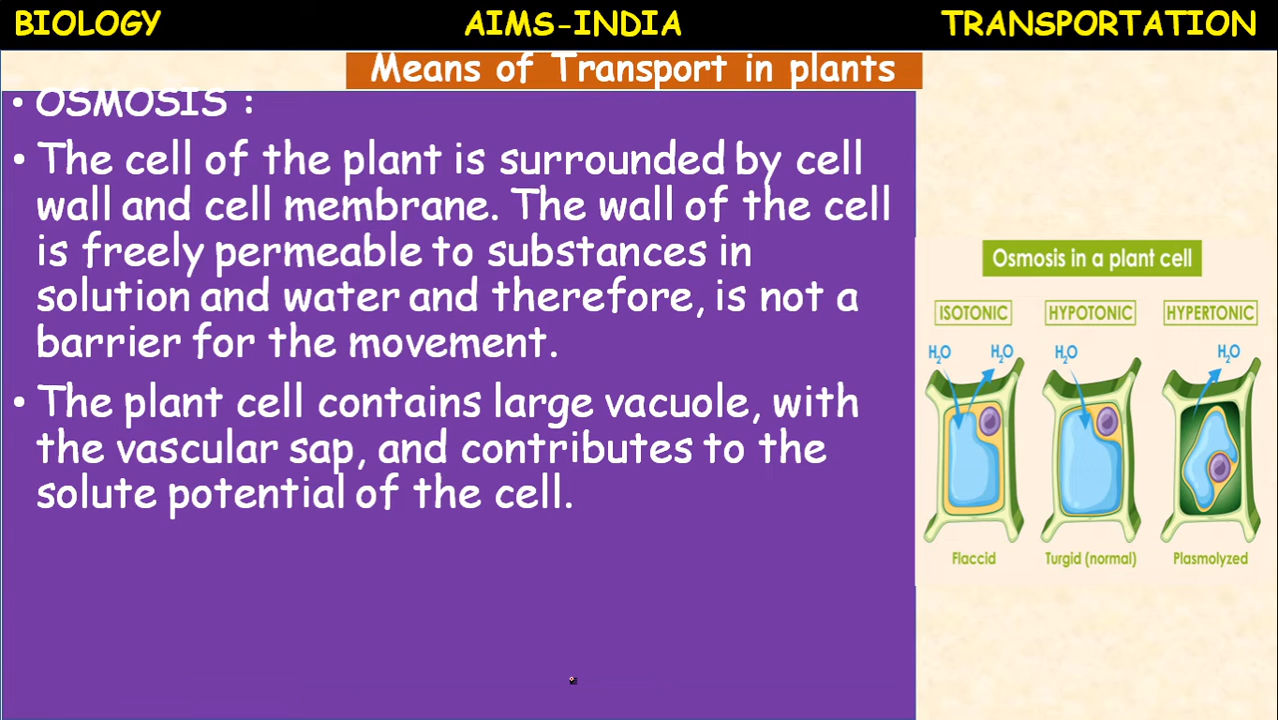 BIOLOGY AIMS-INDIA TRANSPORTATION
Means of Transport in plants
• OSMOSIS :
• The cell of the plant is surrounded by cell
wall and cell membrane. The wall of the cell
is freely permeable to substances in
solution and water and therefore, is not a
barrier for the movement.
• The plant cell contains large vacuole, with
the vascular sap, and contributes to the
solute potential of the cell.
Osmosis in a plant cell
ISOTONIC HYPOTONIC HYPERTONIC
H₂O H₂O H₂O H₂O
Flaccid Turgid (normal) Plasmolyzed